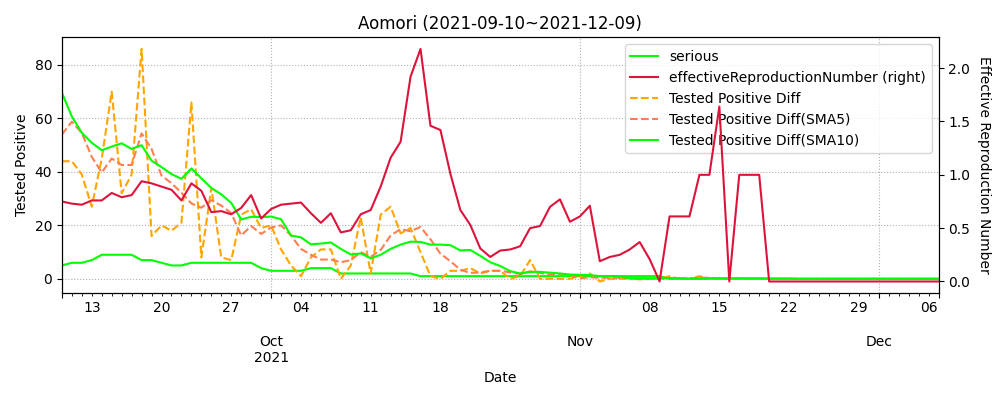 Aomori (2021-09-10~2021-12-09)
serious
effectiveReproductionNumber (right)
Tested Positive Diff
Tested Positive Diff(SMA5)
Tested Positive Diff(SMA10)
Tested Positive
80
60
40
20
0
2.0
1.5
1.0
0.5
0.0
Effective Reproduction Number
13 20 27 04 11 18 25 08 15 22 29 06
Oct Nov Dec
2021
Date